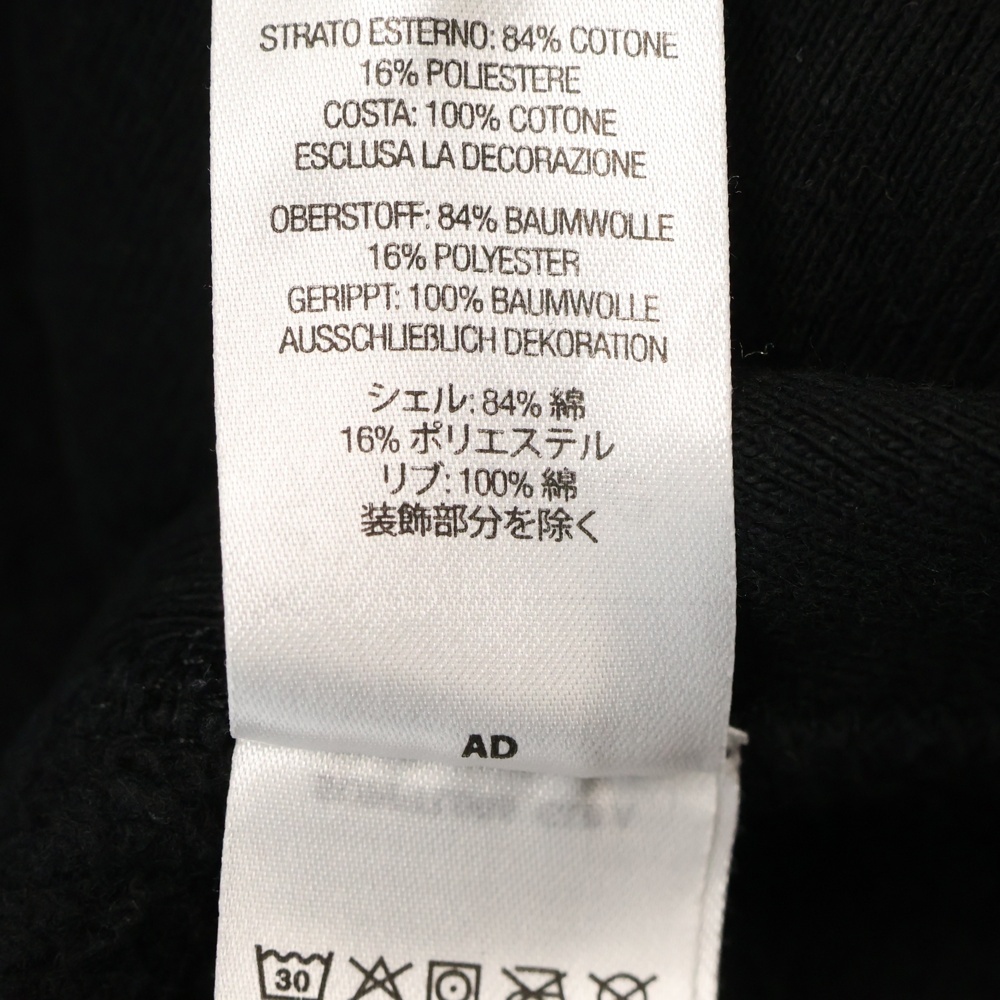 STRATO ESTERNO: 84% COTONE
16% POLIESTERE
COSTA: 100% COTONE
ESCLUSA LA DECORAZIONE
OBERSTOFF: 84% BAUMWOLLE
16% POLYESTER
GERIPPT: 100% BAUMWOLLE
AUSSCHLIEßLICH DEKORATION
シェル: 84% 綿
16% ポリエステル
リブ: 100% 綿
装飾部分を除く
AD
30